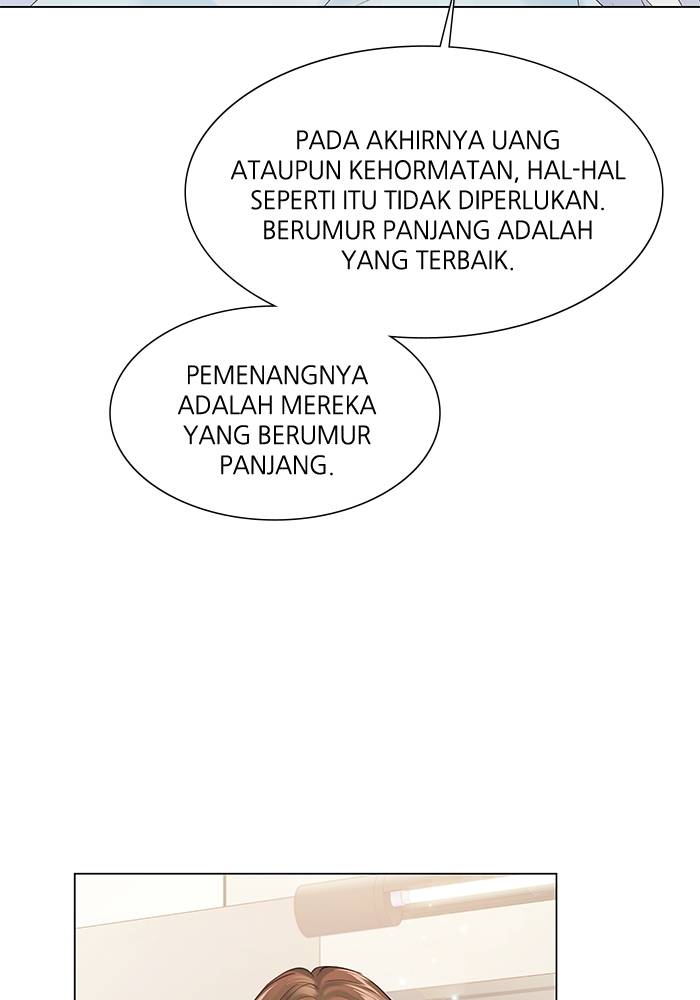 PADA AKHIRNYA UANG
ATAUPUN KEHORMATAN, HAL-HAL
SEPERTI ITU TIDAK DIPERLUKAN.
BERUMUR PANJANG ADALAH
YANG TERBAIK.
PEMENANGNYA
ADALAH MEREKA
YANG BERUMUR
PANJANG.